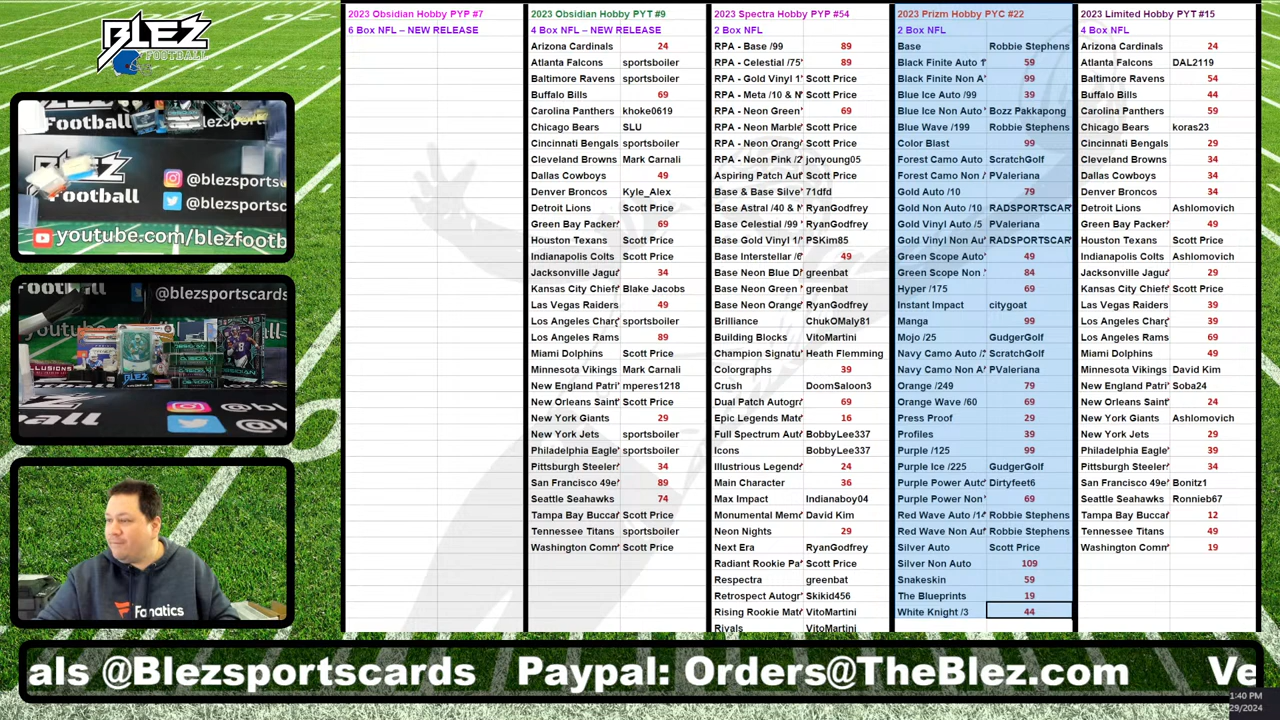 BLEZ
FOOTBALL
Football
@blezsports
youtube.com/blezfootb
@blezsportscards
ILLUSIONS
BLEZ
Fanatics
2023 Obsidian Hobby PYP #7
6 Box NFL – NEW RELEASE
2023 Obsidian Hobby PYT #9
4 Box NFL – NEW RELEASE
Arizona Cardinals 24
Atlanta Falcons sportsboiler
Baltimore Ravens sportsboiler
Buffalo Bills 69
Carolina Panthers khoke0619
Chicago Bears SLU
Cincinnati Bengals sportsboiler
Cleveland Browns Mark Carnali
Dallas Cowboys 49
Denver Broncos Kyle_Alex
Detroit Lions Scott Price
Green Bay Packer 69
Houston Texans Scott Price
Indianapolis Colts Scott Price
Jacksonville Jagua 34
Kansas City Chiefs Blake Jacobs
Las Vegas Raiders 49
Los Angeles Charg sportsboiler
Los Angeles Rams 89
Miami Dolphins Scott Price
Minnesota Vikings Mark Carnali
New England Patri mperes1218
New Orleans Saint Scott Price
New York Giants 29
New York Jets sportsboiler
Philadelphia Eagle sportsboiler
Pittsburgh Steeler 34
San Francisco 49e 89
Seattle Seahawks 74
Tampa Bay Buccar Scott Price
Tennessee Titans sportsboiler
Washington Comm Scott Price
2023 Spectra Hobby PYP #54
2 Box NFL
RPA - Base /99 89
RPA - Celestial /75 89
RPA - Gold Vinyl 1 Scott Price
RPA - Meta /10 & N Scott Price
RPA - Neon Green 69
RPA - Neon Marble Scott Price
RPA - Neon Orang Scott Price
RPA - Neon Pink /2 jonyoung05
Aspiring Patch Aut Scott Price
Base & Base Silve 71dfd
Base Astral /40 & N RyanGodfrey
Base Celestial /99 RyanGodfrey
Base Gold Vinyl 1/ PSKim85
Base Interstellar /6 49
Base Neon Blue D greenbat
Base Neon Green greenbat
Base Neon Orange RyanGodfrey
Brilliance ChukOMaly81
Building Blocks VitoMartini
Champion Signatu Heath Flemming
Colorgraphs 39
Crush DoomSaloon3
Dual Patch Autogr 69
Epic Legends Mat 16
Full Spectrum Aut BobbyLee337
Icons BobbyLee337
Illustrious Legend 24
Main Character 36
Max Impact Indianaboy04
Monumental Mem David Kim
Neon Nights 29
Next Era RyanGodfrey
Radiant Rookie Pa Scott Price
Respectra greenbat
Retrospect Autogr Skikid456
Rising Rookie Mat VitoMartini
Rivals VitoMartini
2023 Prizm Hobby PYC #22
2 Box NFL
Base Robbie Stephens
Black Finite Auto 1 59
Black Finite Non A 99
Blue Ice Auto /99 39
Blue Ice Non Auto Bozz Pakkapong
Blue Wave /199 Robbie Stephens
Color Blast 99
Forest Camo Auto ScratchGolf
Forest Camo Non / PValeriana
Gold Auto /10 79
Gold Non Auto /10 RADSPORTSCAR
Gold Vinyl Auto /5 PValeriana
Gold Vinyl Non Au RADSPORTSCAR
Green Scope Auto 49
Green Scope Non 84
Hyper /175 69
Instant Impact citygoat
Manga 99
Mojo /25 GudgerGolf
Navy Camo Auto / ScratchGolf
Navy Camo Non A PValeriana
Orange /249 79
Orange Wave /60 69
Press Proof 29
Profiles 39
Purple /125 99
Purple Ice /225 GudgerGolf
Purple Power Auto Dirtyfeet6
Purple Power Non 69
Red Wave Auto /14 Robbie Stephens
Red Wave Non Aut Robbie Stephens
Silver Auto Scott Price
Silver Non Auto 109
Snakeskin 59
The Blueprints 19
White Knight /3 44
2023 Limited Hobby PYT #15
4 Box NFL
Arizona Cardinals 24
Atlanta Falcons DAL2119
Baltimore Ravens 54
Buffalo Bills 44
Carolina Panthers 59
Chicago Bears koras23
Cincinnati Bengals 29
Cleveland Browns 34
Dallas Cowboys 34
Denver Broncos 34
Detroit Lions Ashlomovich
Green Bay Packer 49
Houston Texans Scott Price
Indianapolis Colts Ashlomovich
Jacksonville Jagua 29
Kansas City Chiefs Scott Price
Las Vegas Raiders 39
Los Angeles Charg 39
Los Angeles Rams 69
Miami Dolphins 49
Minnesota Vikings David Kim
New England Patri Soba24
New Orleans Saint 24
New York Giants Ashlomovich
New York Jets 29
Philadelphia Eagle 39
Pittsburgh Steeler 34
San Francisco 49e Bonitz1
Seattle Seahawks Ronnieb67
Tampa Bay Buccar 12
Tennessee Titans 49
Washington Comm 19
als @Blezsportscards Paypal: Orders@TheBlez.com Ve
1:40 PM
29/2024